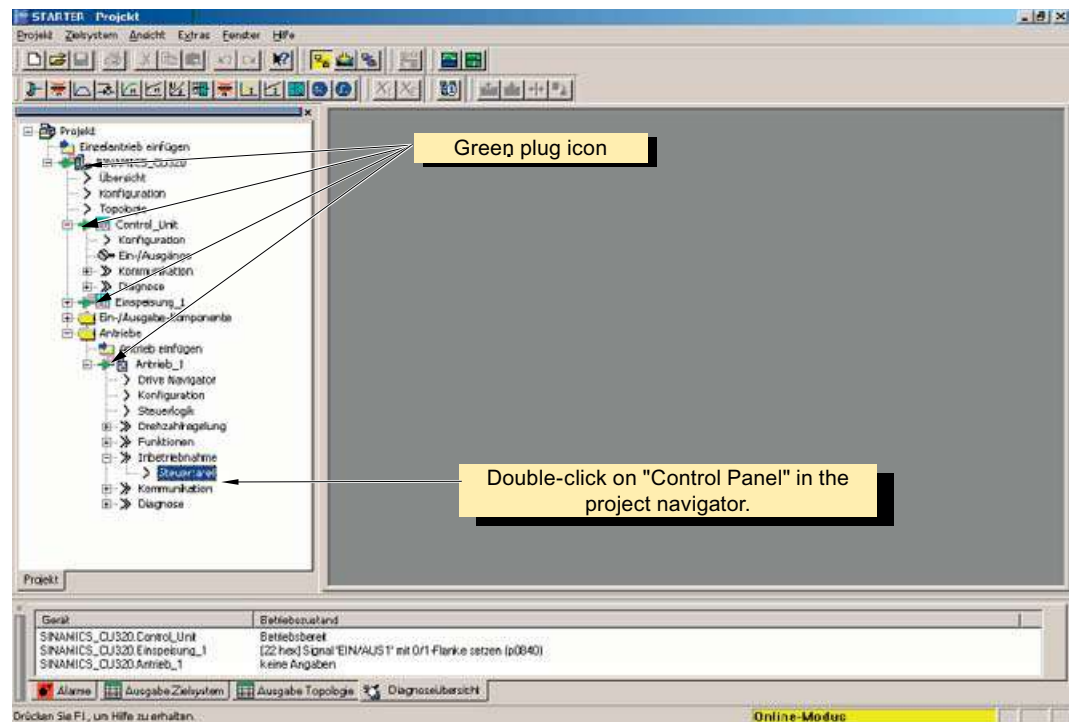 STARTER Projekt
Projekt Zielsystem Ansicht Extras Fenster Hilfe
Projekt
Einzelantrieb einfügen
SINAMICS_CU320
Übersicht
Konfiguration
Topologie
Control_Unit
Konfiguration
Ein-/Ausgänge
Kommunikation
Diagnose
Einspeisung_1
Ein-/Ausgabe-Komponente
Antriebe
Antrieb einfügen
Antrieb_1
Drive Navigator
Konfiguration
Steuerlogik
Drehzahlregelung
Funktionen
Inbetriebnahme
Steuertafel
Kommunikation
Diagnose
Projekt
Green plug icon
Double-click on "Control Panel" in the
project navigator.
Gerät Betriebszustand
SINAMICS_CU320.Control_Unit Betriebsbereit
SINAMICS_CU320.Einspeisung_1 [22 hex] Signal 'EIN/AUS1' mit 0/1-Flanke setzen (p0840)
SINAMICS_CU320.Antrieb_1 keine Angaben
Alarme Ausgabe Zielsystem Ausgabe Topologie Diagnoseübersicht
Drücken Sie F1, um Hilfe zu erhalten. Online-Modus